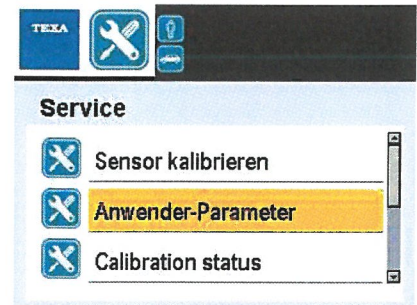 TEXA
Service
Sensor kalibrieren
Anwender-Parameter
Calibration status